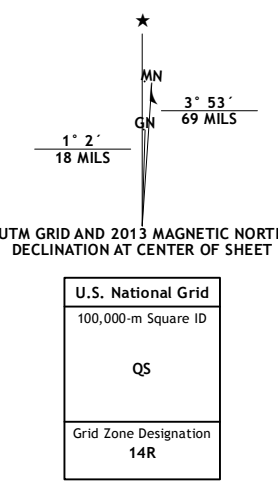 MN
GN
3° 53´
69 MILS
1° 2´
18 MILS
UTM GRID AND 2013 MAGNETIC NORTH
DECLINATION AT CENTER OF SHEET
U.S. National Grid
100,000-m Square ID
QS
Grid Zone Designation
14R